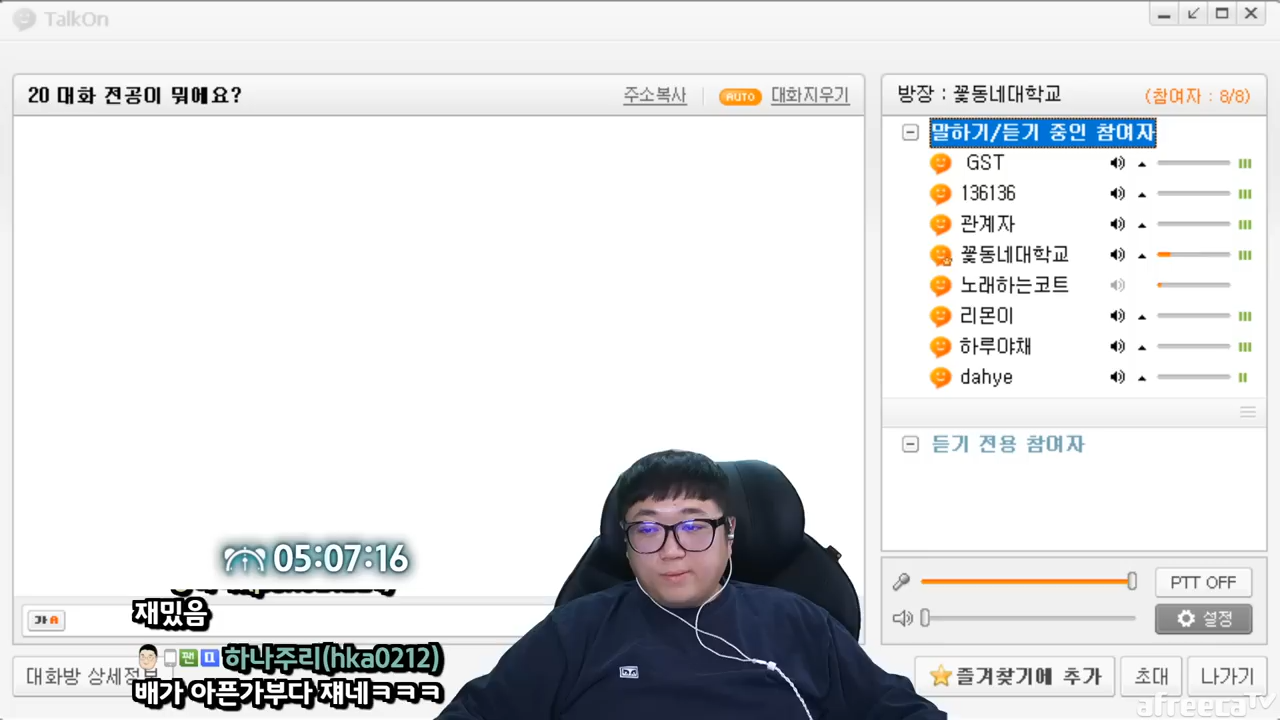 TalkOn
20 대화 전공이 뭐에요?
주소복사
AUTO
대화지우기
방장 : 꽃동네대학교
(참여자 : 8/8)
말하기/듣기 중인 참여자
GST
136136
관계자
꽃동네대학교
노래하는코트
리몬이
하루야채
dahye
듣기 전용 참여자
05:07:16
재밌음
가A
팬
하나주리(hka0212)
배가 아픈가부다 쟤네ㅋㅋㅋ
대화방 상세정보
PTT OFF
설정
즐겨찾기에 추가
초대
나가기
afreecaTV